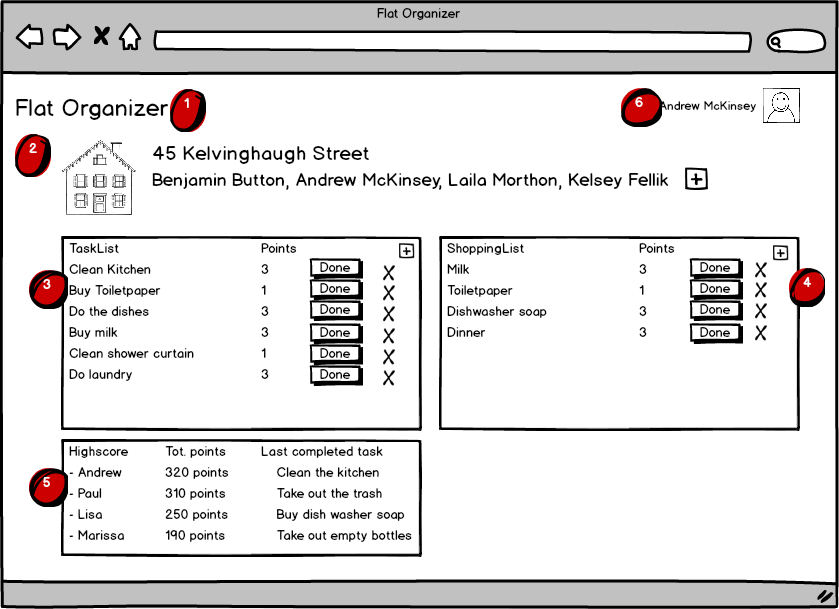 Flat Organizer
Flat Organizer 1
6 Andrew McKinsey
2
45 Kelvinghaugh Street
Benjamin Button, Andrew McKinsey, Laila Morthon, Kelsey Fellik +
TaskList Points +
Clean Kitchen 3 Done X
3
Buy Toiletpaper 1 Done X
Do the dishes 3 Done X
Buy milk 3 Done X
Clean shower curtain 1 Done X
Do laundry 3 Done X
ShoppingList Points +
Milk 3 Done X
4
Toiletpaper 1 Done X
Dishwasher soap 3 Done X
Dinner 3 Done X
Highscore Tot. points Last completed task
- Andrew 320 points Clean the kitchen
5
- Paul 310 points Take out the trash
- Lisa 250 points Buy dish washer soap
- Marissa 190 points Take out empty bottles